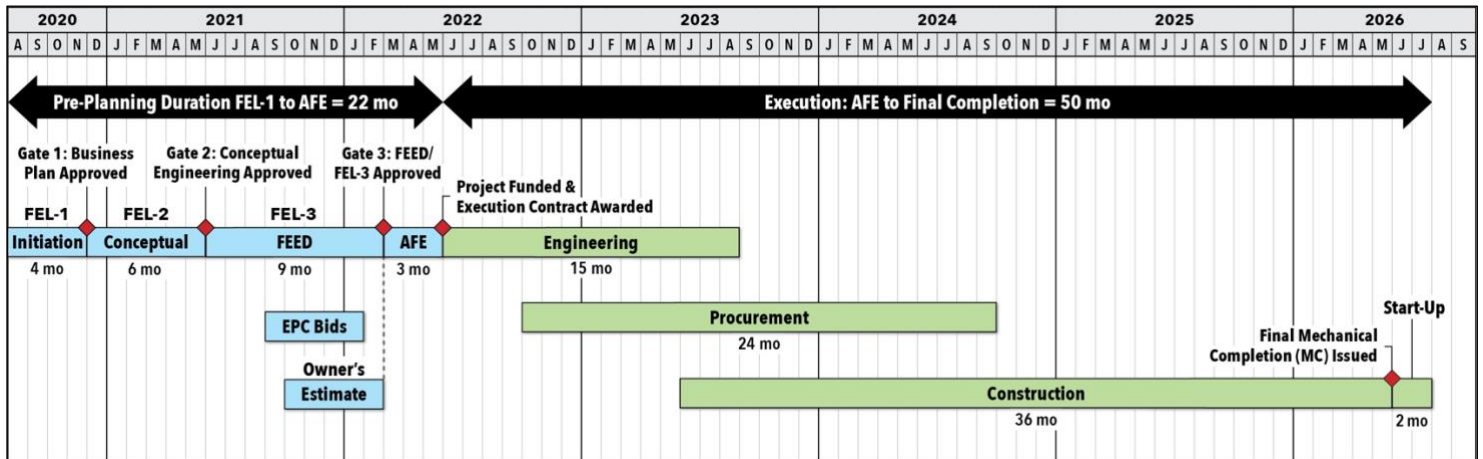 2020 2021 2022 2023 2024 2025 2026
A S O N D J F M A M J J A S O N D J F M A M J J A S O N D J F M A M J J A S O N D J F M A M J J A S O N D J F M A M J J A S O N D J F M A M J J A S
Pre-Planning Duration FEL-1 to AFE = 22 mo
Execution: AFE to Final Completion = 50 mo
Gate 1: Business
Plan Approved
Gate 2: Conceptual
Engineering Approved
Gate 3: FEED/
FEL-3 Approved
Project Funded &
Execution Contract Awarded
FEL-1 FEL-2 FEL-3
Initiation Conceptual FEED AFE Engineering
4 mo 6 mo 9 mo 3 mo 15 mo
EPC Bids
Procurement
24 mo
Owner's
Estimate
Start-Up
Final Mechanical
Completion (MC) Issued
Construction
36 mo 2 mo